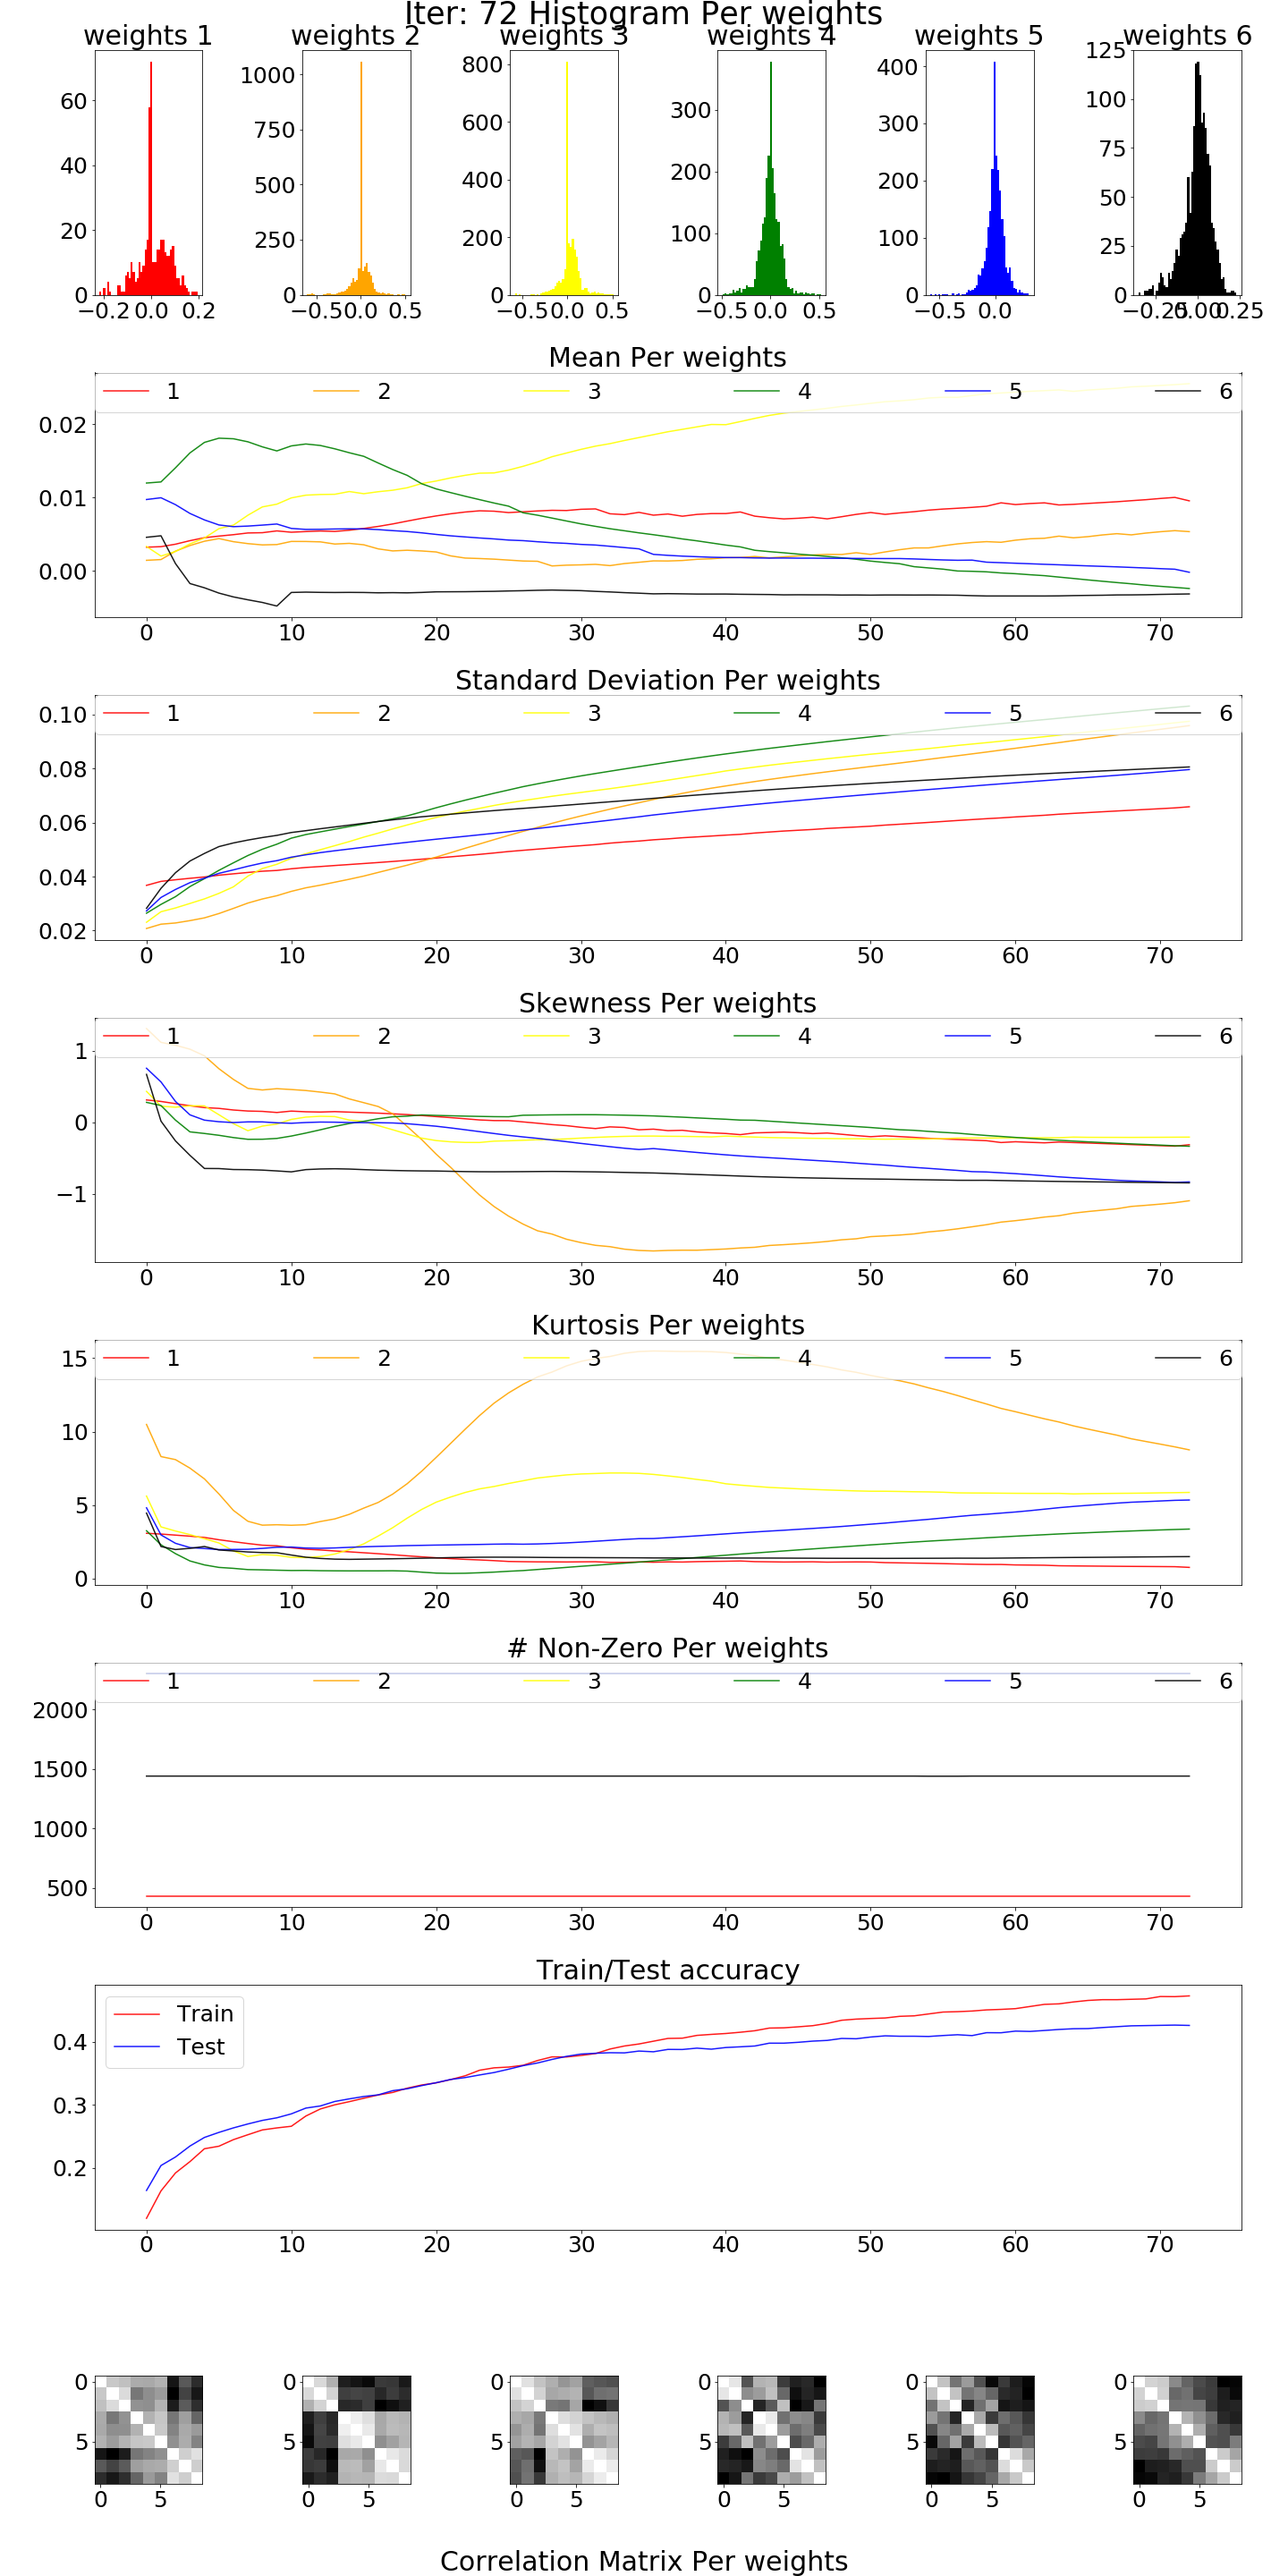 Iter: 72 Histogram Per weights
weights 1 weights 2 weights 3 weights 4 weights 5 weights 6
60 40 20 0
−0.2 0.0 0.2
1000 750 500 250 0
−0.5 0.0 0.5
800 600 400 200 0
−0.5 0.0 0.5
300 200 100 0
−0.5 0.0 0.5
400 300 200 100 0
−0.5 0.0
125 100 75 50 25 0
−0.25 0.00 0.25
Mean Per weights
1 2 3 4 5 6
0.02
0.01
0.00
0 10 20 30 40 50 60 70
Standard Deviation Per weights
1 2 3 4 5 6
0.10
0.08
0.06
0.04
0.02
0 10 20 30 40 50 60 70
Skewness Per weights
1 2 3 4 5 6
1
0
−1
0 10 20 30 40 50 60 70
Kurtosis Per weights
1 2 3 4 5 6
15
10
5
0
0 10 20 30 40 50 60 70
# Non-Zero Per weights
1 2 3 4 5 6
2000
1500
1000
500
0 10 20 30 40 50 60 70
Train/Test accuracy
Train
Test
0.4
0.3
0.2
0 10 20 30 40 50 60 70
0 0 0 0 0 0
5 5 5 5 5 5
0 5 0 5 0 5 0 5 0 5 0 5
Correlation Matrix Per weights